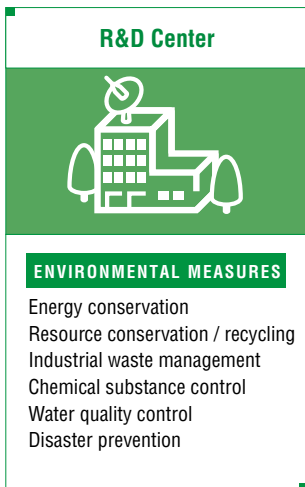 R&D Center
ENVIRONMENTAL MEASURES
Energy conservation
Resource conservation / recycling
Industrial waste management
Chemical substance control
Water quality control
Disaster prevention